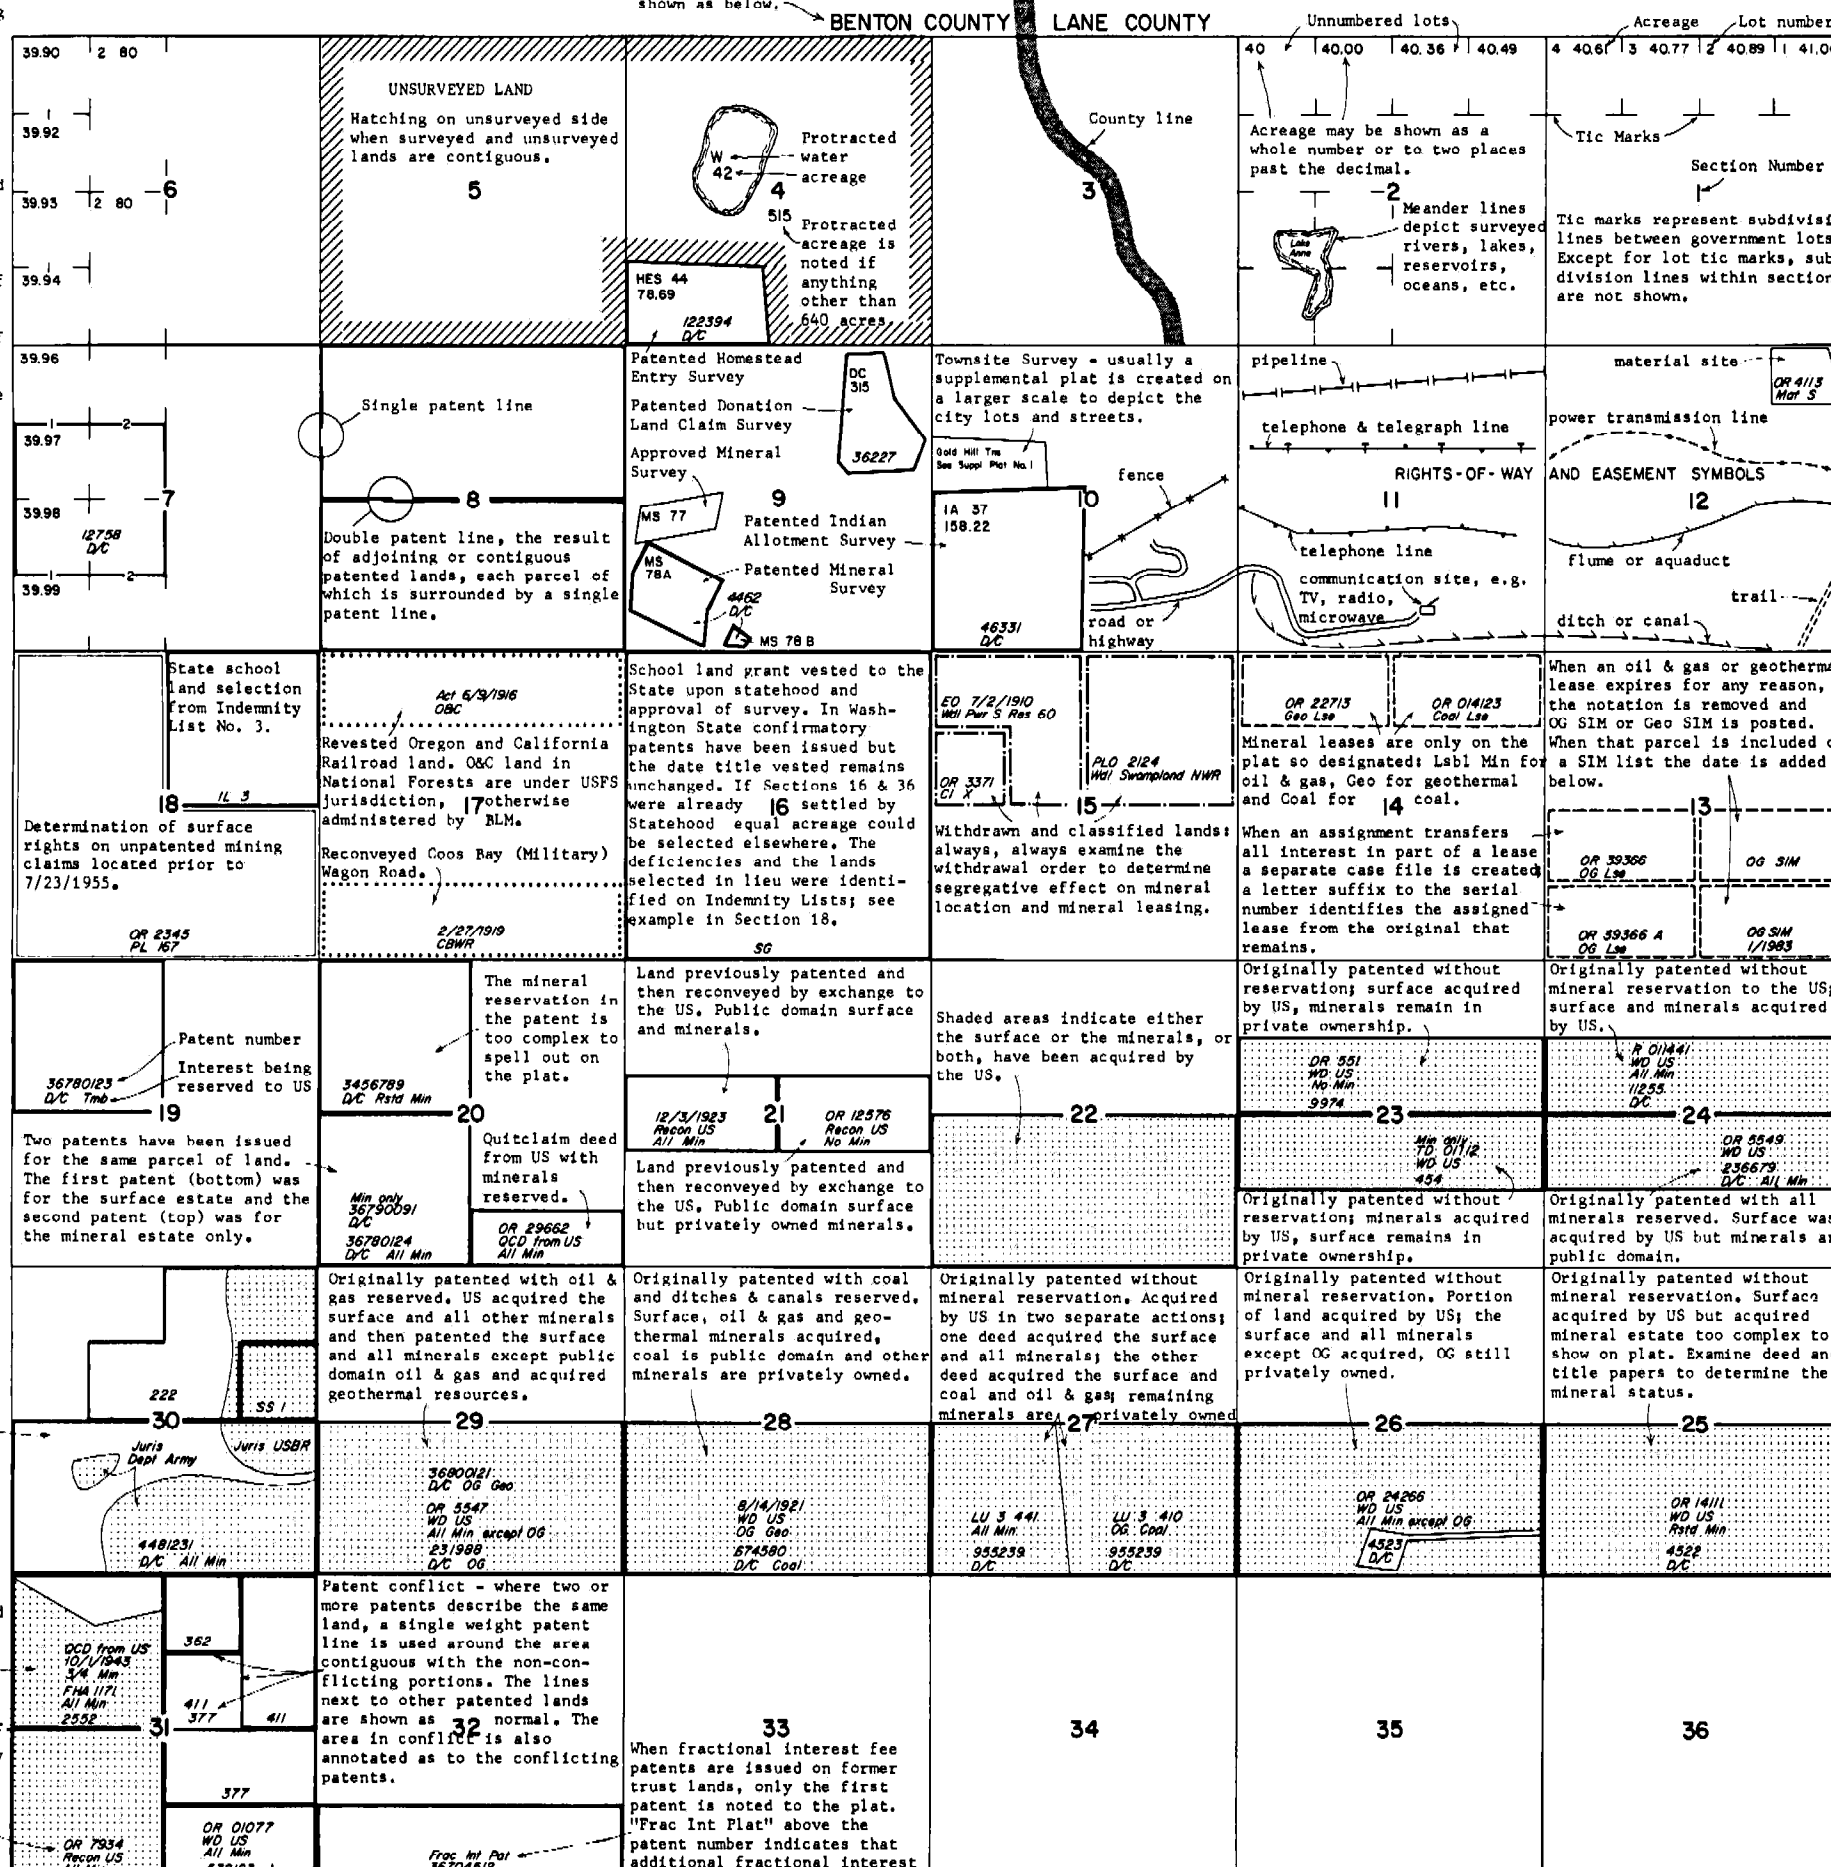 shown as below.
BENTON COUNTY LANE COUNTY
Unnumbered lots
Acreage
Lot number
39.90 2 80
1
39.92
6
39.93 2 80
39.94
UNSURVEYED LAND
Hatching on unsurveyed side
when surveyed and unsurveyed
lands are contiguous.
5
W
42
Protracted
water
acreage
4
515
Protracted
acreage is
noted if
anything
other than
640 acres.
HES 44
78.69
122394
D/C
County line
3
40 40.00 40.36 40.49
Acreage may be shown as a
whole number or to two places
past the decimal.
2
Meander lines
depict surveyed
rivers, lakes,
reservoirs,
oceans, etc.
Lake
Anne
4 40.61 3 40.77 2 40.89 1
Tic Marks
Section Number
1
Tic marks represent
lines between government lots
Except for lot tic marks,
division lines within section
are not shown.
39.96
1 2
39.97
7
39.98
12758
D/C
1 2
39.99
Single patent line
8
Double patent line, the result
of adjoining or contiguous
patented lands, each parcel of
which is surrounded by a single
patent line.
Patented Homestead
Entry Survey
DC
315
Patented Donation
Land Claim Survey
36227
Approved Mineral
Survey
9
MS 77
Patented Indian
Allotment Survey
MS
78A
Patented Mineral
Survey
4462
D/C
MS 78 B
Townsite Survey - usually a
supplemental plat is created on
a larger scale to depict the
city lots and streets.
Gold Hill Tns
See Suppl Plat No. 1
fence
10
IA 37
158.22
46331
D/C
road or
highway
pipeline
telephone & telegraph line
RIGHTS-OF-WAY AND EASEMENT SYMBOLS
11
telephone line
communication site, e.g.
TV, radio,
microwave
material site
OR 4113
Mat S
power transmission line
12
flume or aquaduct
trail
ditch or canal
State school
land selection
from Indemnity
List No. 3.
18
IL 3
Determination of surface
rights on unpatented mining
claims located prior to
7/23/1955.
OR 2345
PL 167
Act 6/9/1916
O&C
Revested Oregon and California
Railroad land. O&C land in
National Forests are under USFS
jurisdiction, 17 otherwise
administered by BLM.
Reconveyed Coos Bay (Military)
Wagon Road.
2/27/1919
CBWR
School land grant vested to the
State upon statehood and
approval of survey. In Wash-
ington State confirmatory
patents have been issued but
the date title vested remains
unchanged. If Sections 16 & 36
were already 16 settled by
Statehood equal acreage could
be selected elsewhere. The
deficiencies and the lands
selected in lieu were identi-
fied on Indemnity Lists; see
example in Section 18.
SG
EO 7/2/1910
Wdl Pwr S Res 60
OR 3371
Cl X
PLO 2124
Wdl Swampland NWR
15
Withdrawn and classified lands:
always, always examine the
withdrawal order to determine
segregative effect on mineral
location and mineral leasing.
OR 22713
Geo Lse
OR 014123
Coal Lse
Mineral leases are only on the
plat so designated: Lsbl Min for
oil & gas, Geo for geothermal
and Coal for 14 coal.
When an assignment transfers
all interest in part of a lease
a separate case file is created;
a letter suffix to the serial
number identifies the assigned
lease from the original that
remains.
When an oil & gas or
lease expires for any reason,
the notation is removed and
OG SIM or Geo SIM is posted.
When that parcel is included
a SIM list the date is added
below.
13
OR 39366
OG Lse
OG SIM
OR 39366 A
OG Lse
OG SIM
1/1983
Patent number
Interest being
reserved to US
36780123
D/C Tmb
19
Two patents have been issued
for the same parcel of land.
The first patent (bottom) was
for the surface estate and the
second patent (top) was for
the mineral estate only.
The mineral
reservation in
the patent is
too complex to
spell out on
the plat.
3456789
D/C Rstd Min
20
Min only
36790091
D/C
36780124
D/C All Min
Quitclaim deed
from US with
minerals
reserved.
OR 29662
QCD from US
All Min
Land previously patented and
then reconveyed by exchange to
the US. Public domain surface
and minerals.
12/3/1923
Recon US
All Min
21
OR 12576
Recon US
No Min
Land previously patented and
then reconveyed by exchange to
the US. Public domain surface
but privately owned minerals.
Shaded areas indicate either
the surface or the minerals, or
both, have been acquired by
the US.
22
Originally patented without
reservation; surface acquired
by US, minerals remain in
private ownership.
OR 551
WD US
No Min
9974
23
Min only
TD 01112
WD US
454
Originally patented without
reservation; minerals acquired
by US, surface remains in
private ownership.
Originally patented without
mineral reservation to the US;
surface and minerals acquired
by US.
R 011441
WD US
All Min
11255
D/C
24
OR 5549
WD US
236679
D/C All Min
Originally patented with all
minerals reserved. Surface was
acquired by US but minerals
public domain.
222
SS 1
30
Juris
Dept Army
Juris USBR
4481231
D/C All Min
Originally patented with oil &
gas reserved. US acquired the
surface and all other minerals
and then patented the surface
and all minerals except public
domain oil & gas and acquired
geothermal resources.
29
36800121
D/C OG Geo
OR 5547
WD US
All Min except OG
231988
D/C OG
Originally patented with coal
and ditches & canals reserved.
Surface, oil & gas and geo-
thermal minerals acquired,
coal is public domain and other
minerals are privately owned.
28
8/14/1921
WD US
OG Geo
674580
D/C Coal
Originally patented without
mineral reservation. Acquired
by US in two separate actions;
one deed acquired the surface
and all minerals; the other
deed acquired the surface and
coal and oil & gas; remaining
minerals are privately owned
27
LU 3 441
All Min
955239
D/C
LU 3 410
OG Coal
955239
D/C
Originally patented without
mineral reservation. Portion
of land acquired by US; the
surface and all minerals
except OG acquired, OG still
privately owned.
26
OR 24266
WD US
All Min except OG
4523
D/C
Originally patented without
mineral reservation. Surface
acquired by US but acquired
mineral estate too complex to
show on plat. Examine deed
title papers to determine the
mineral status.
25
OR 14111
WD US
Rstd Min
4522
D/C
QCD from US
10/1/1943
3/4 Min
FHA 1171
All Min
2552
31
362
411
377
411
377
OR 7934
Recon US
OR 01077
WD US
All Min
Patent conflict - where two or
more patents describe the same
land, a single weight patent
line is used around the area
contiguous with the non-con-
flicting portions. The lines
next to other patented lands
are shown as 32 normal. The
area in conflict is also
annotated as to the conflicting
patents.
Frac Int Pat
33
When fractional interest fee
patents are issued on former
trust lands, only the first
patent is noted to the plat.
"Frac Int Plat" above the
patent number indicates that
additional fractional interest
34
35
36